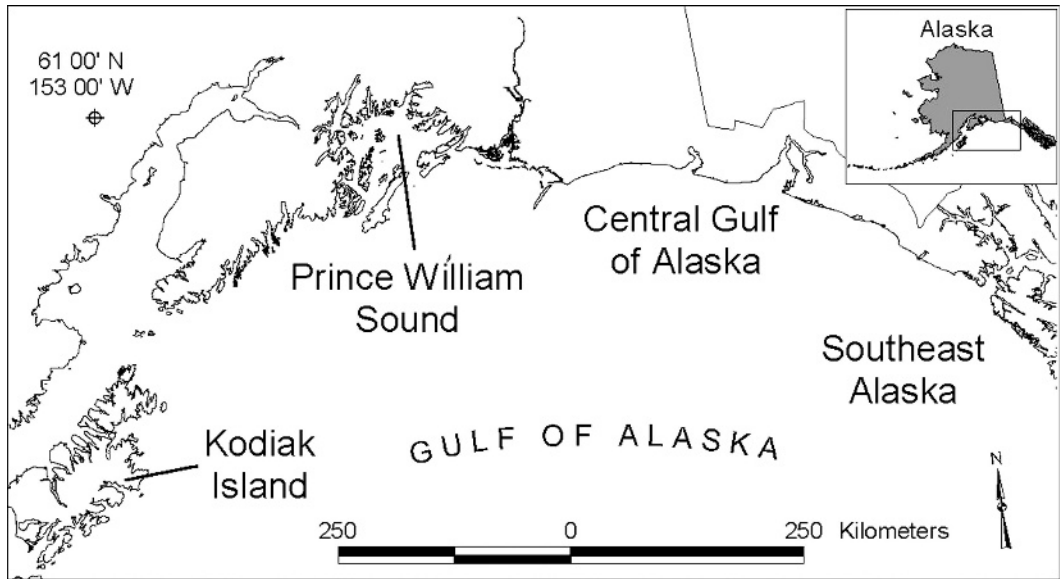 61 00' N
153 00' W
Alaska
Prince William
Sound
Central Gulf
of Alaska
Southeast
Alaska
Kodiak
Island
GULF OF ALASKA
N
250 0 250 Kilometers